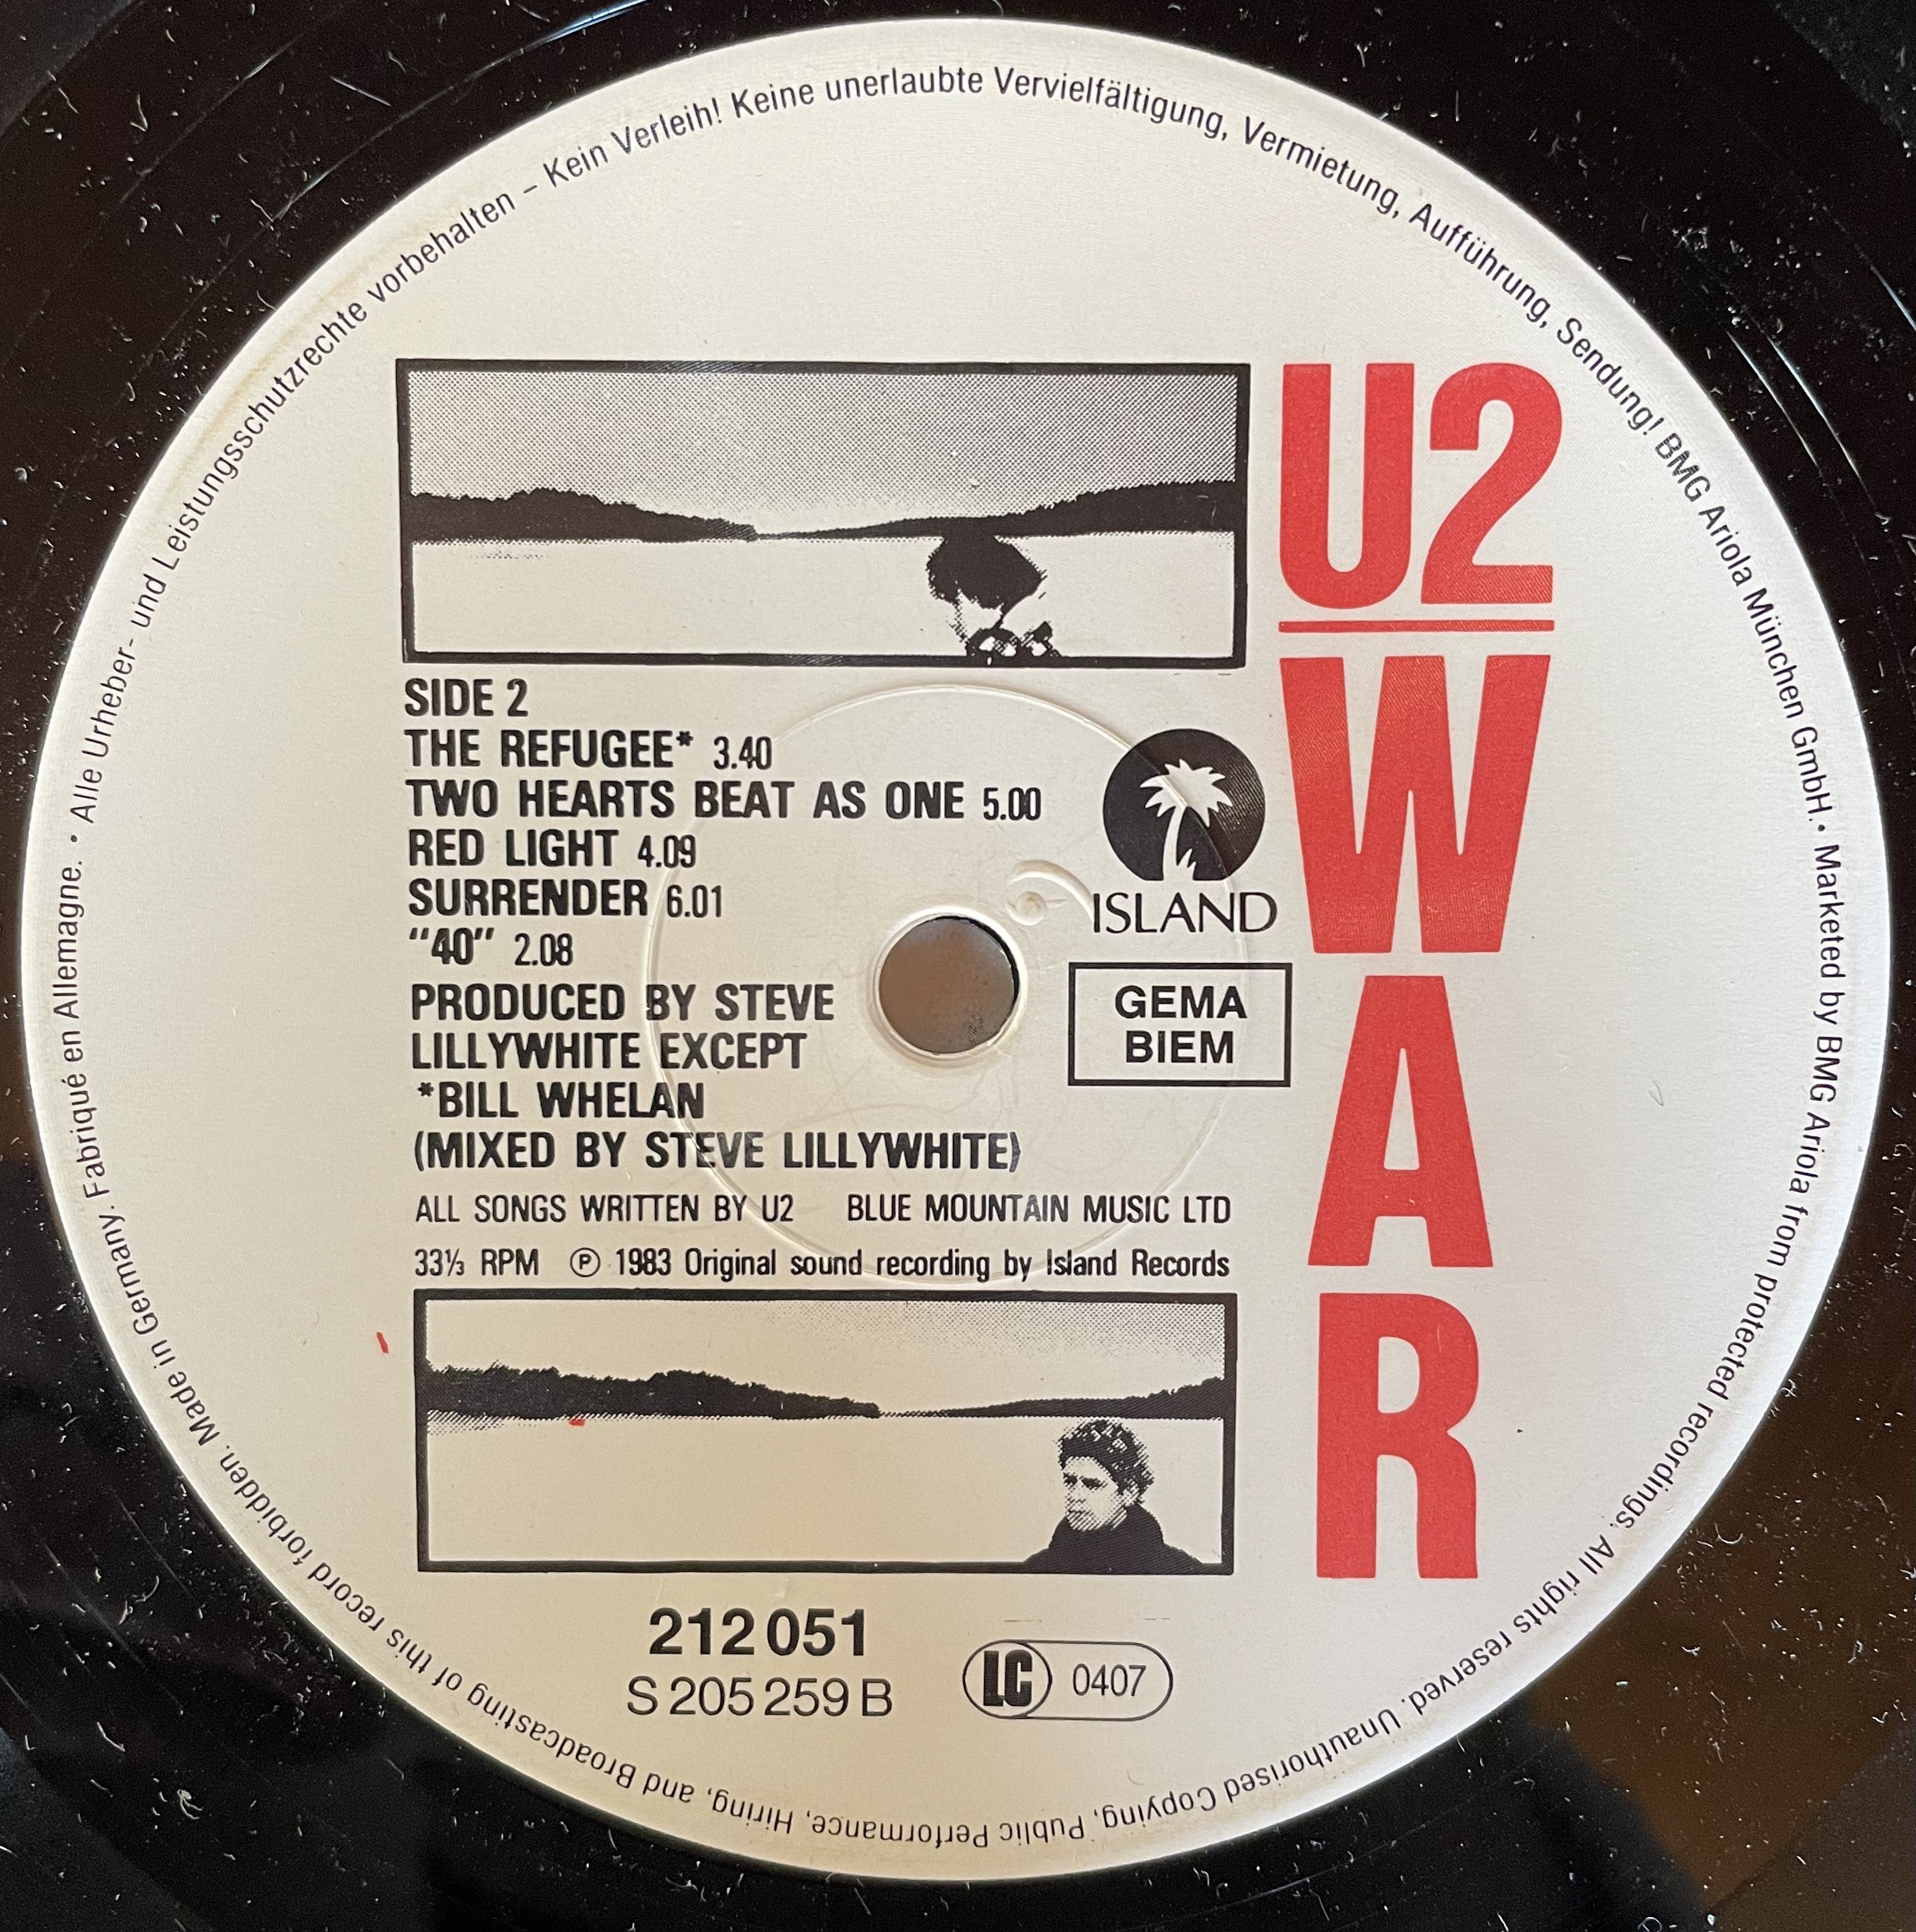 Alle Urheber- und Leistungsschutzrechte vorbehalten – Kein Verleih! Keine unerlaubte Vervielfältigung, Vermietung, Aufführung, Sendung! BMG Ariola München GmbH. • Marketed by BMG Ariola from protected recordings. All rights reserved. Unauthorised Copying, Public Performance, Hiring, and Broadcasting of this record forbidden. Made in Germany. Fabriqué en Allemagne. •
U2
WAR
SIDE 2
THE REFUGEE* 3.40
TWO HEARTS BEAT AS ONE 5.00
RED LIGHT 4.09
SURRENDER 6.01
“40” 2.08
PRODUCED BY STEVE
LILLYWHITE EXCEPT
*BILL WHELAN
(MIXED BY STEVE LILLYWHITE)
ALL SONGS WRITTEN BY U2 BLUE MOUNTAIN MUSIC LTD
33⅓ RPM ℗ 1983 Original sound recording by Island Records
ISLAND
GEMA
BIEM
212 051
S 205 259 B
LC 0407